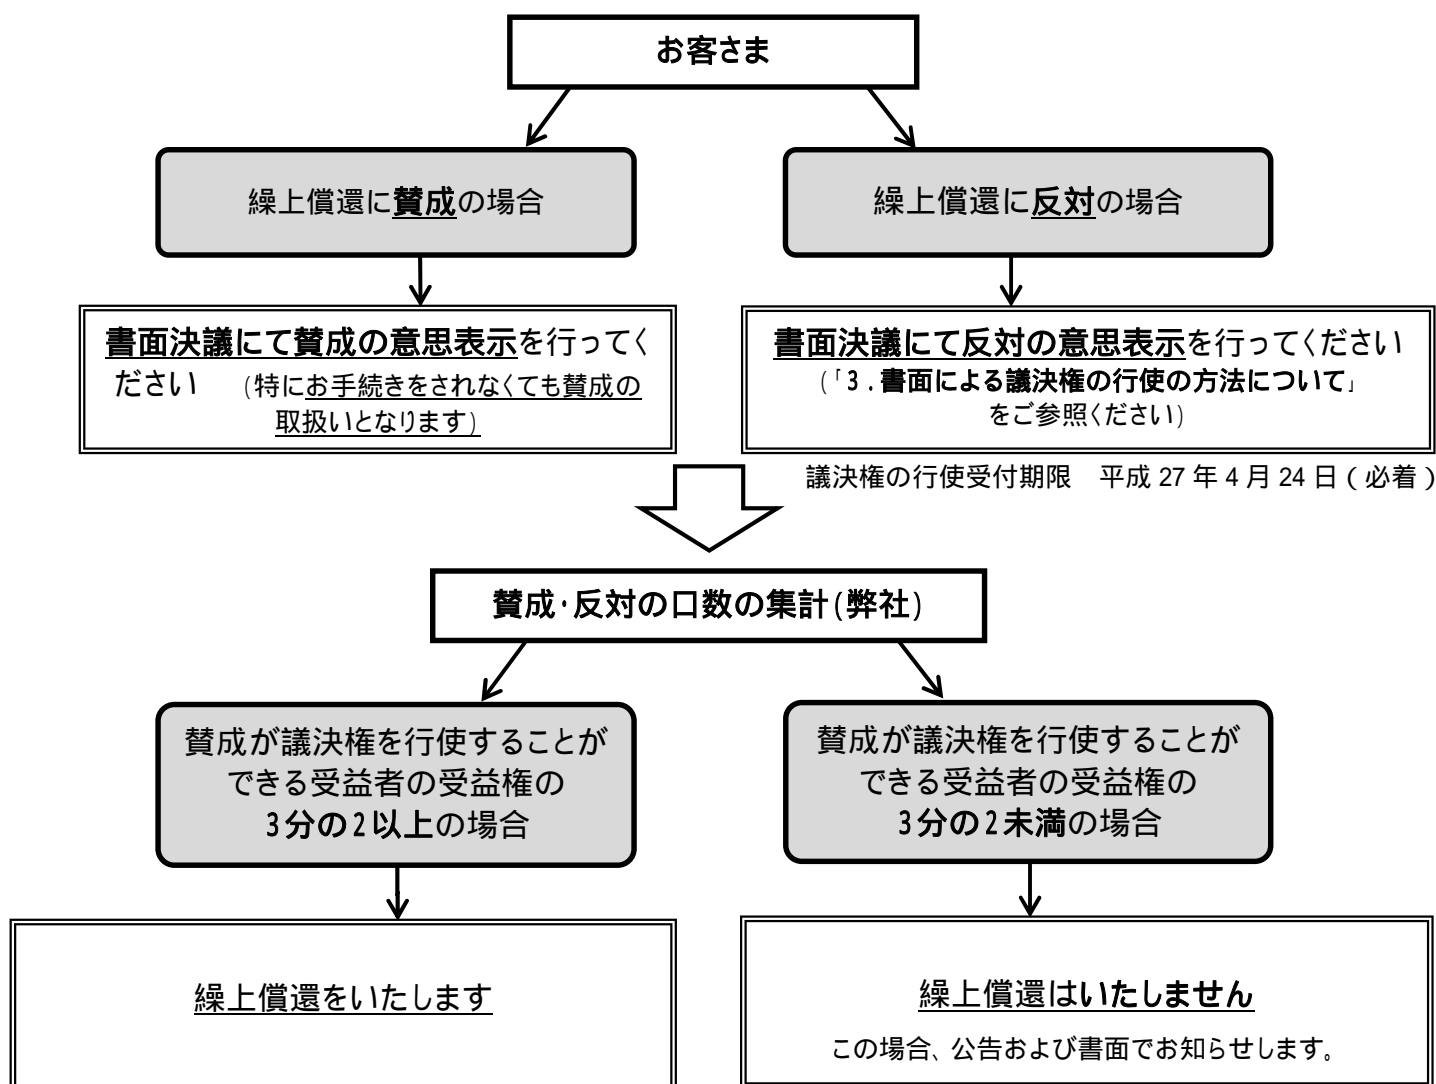 お客さま
繰上償還に賛成の場合
繰上償還に反対の場合
書面決議にて賛成の意思表示を行ってく
ださい　(特にお手続きをされなくても賛成の
取扱いとなります)
書面決議にて反対の意思表示を行ってください
(「3.書面による議決権の行使の方法について」
をご参照ください)
議決権の行使受付期限　平成 27 年 4 月 24 日（必着）
賛成・反対の口数の集計(弊社)
賛成が議決権を行使することが
できる受益者の受益権の
3分の2以上の場合
賛成が議決権を行使することが
できる受益者の受益権の
3分の2未満の場合
繰上償還をいたします
繰上償還はいたしません
この場合、公告および書面でお知らせします。